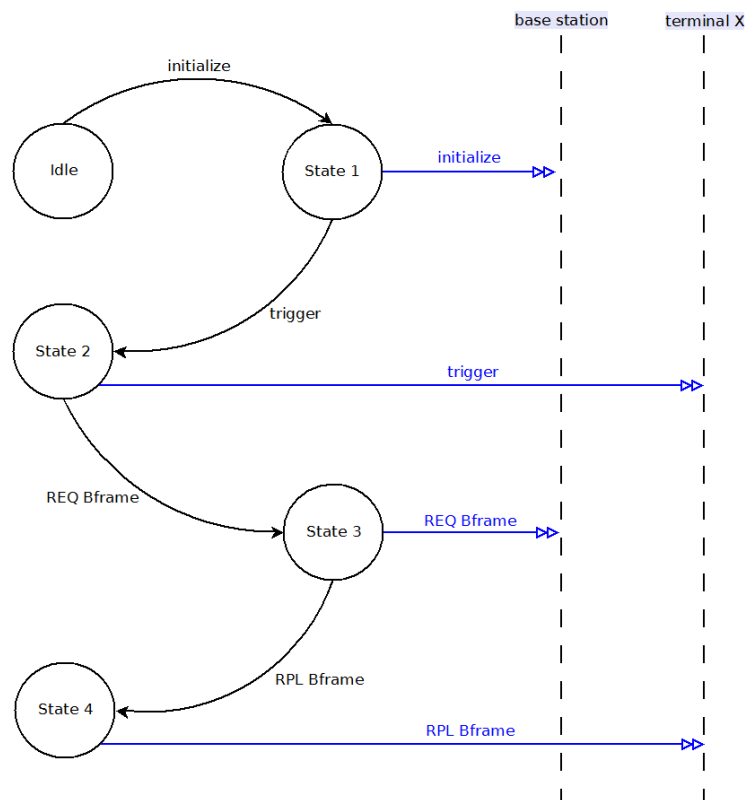 base station
terminal X
initialize
Idle
State 1
initialize
trigger
State 2
trigger
REQ Bframe
State 3
REQ Bframe
RPL Bframe
State 4
RPL Bframe